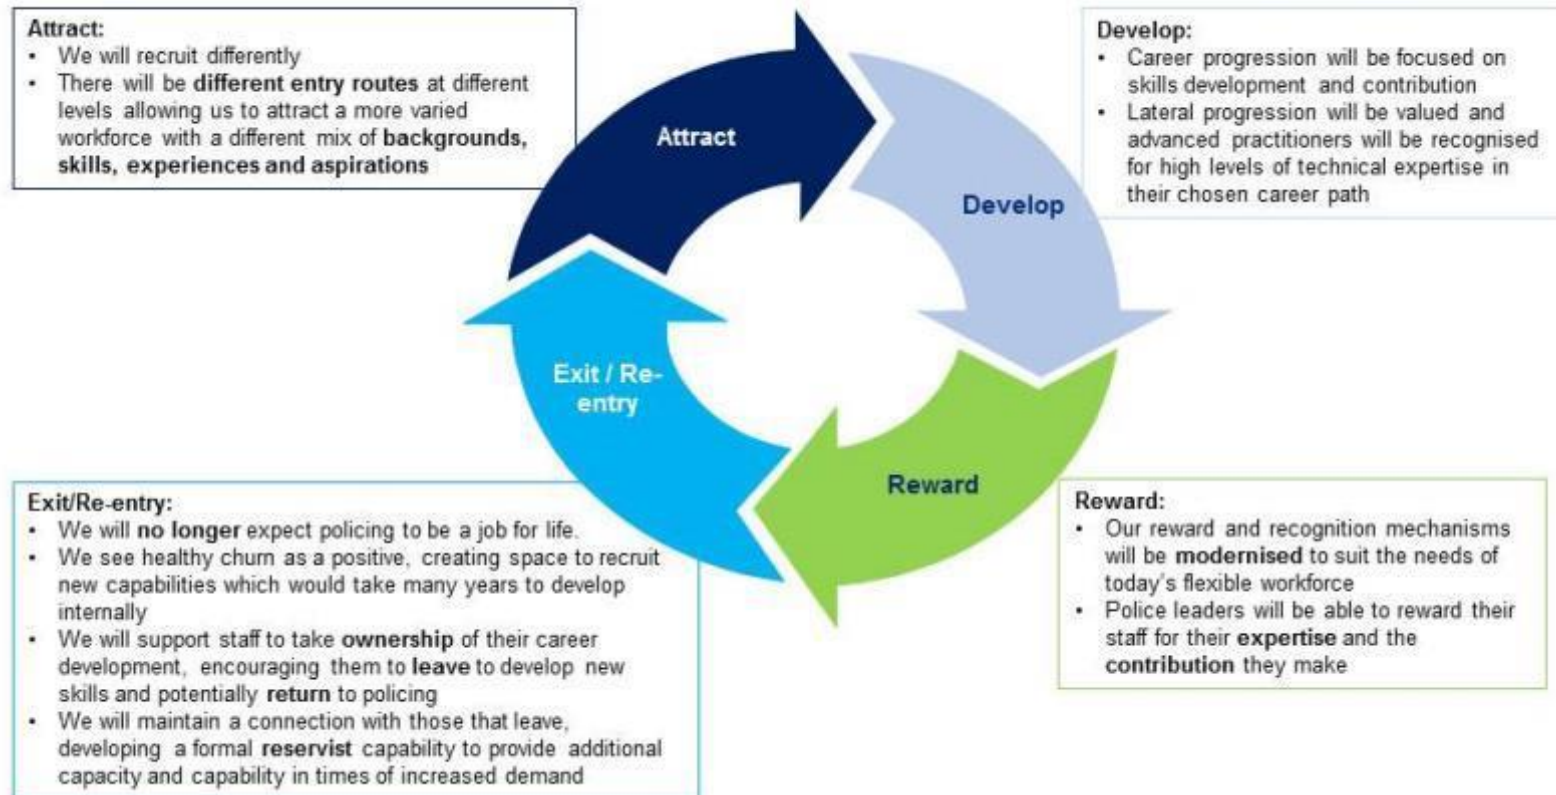 Attract:
• We will recruit differently
• There will be different entry routes at different
levels allowing us to attract a more varied
workforce with a different mix of backgrounds,
skills, experiences and aspirations
Attract
Develop
Develop:
• Career progression will be focused on
skills development and contribution
• Lateral progression will be valued and
advanced practitioners will be recognised
for high levels of technical expertise in
their chosen career path
Exit / Re-
entry
Reward
Exit/Re-entry:
• We will no longer expect policing to be a job for life.
• We see healthy churn as a positive, creating space to recruit
new capabilities which would take many years to develop
internally
• We will support staff to take ownership of their career
development, encouraging them to leave to develop new
skills and potentially return to policing
• We will maintain a connection with those that leave,
developing a formal reservist capability to provide additional
capacity and capability in times of increased demand
Reward:
• Our reward and recognition mechanisms
will be modernised to suit the needs of
today's flexible workforce
• Police leaders will be able to reward their
staff for their expertise and the
contribution they make